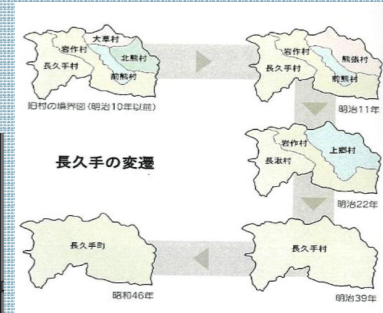 大草村
岩作村
北熊村
長久手村
前熊村
旧村の境界図(明治10年以前)
岩作村
熊張村
長久手村
前熊村
明治11年
岩作村
上郷村
長湫村
明治22年
長久手の変遷
長久手町
昭和46年
長久手村
明治39年